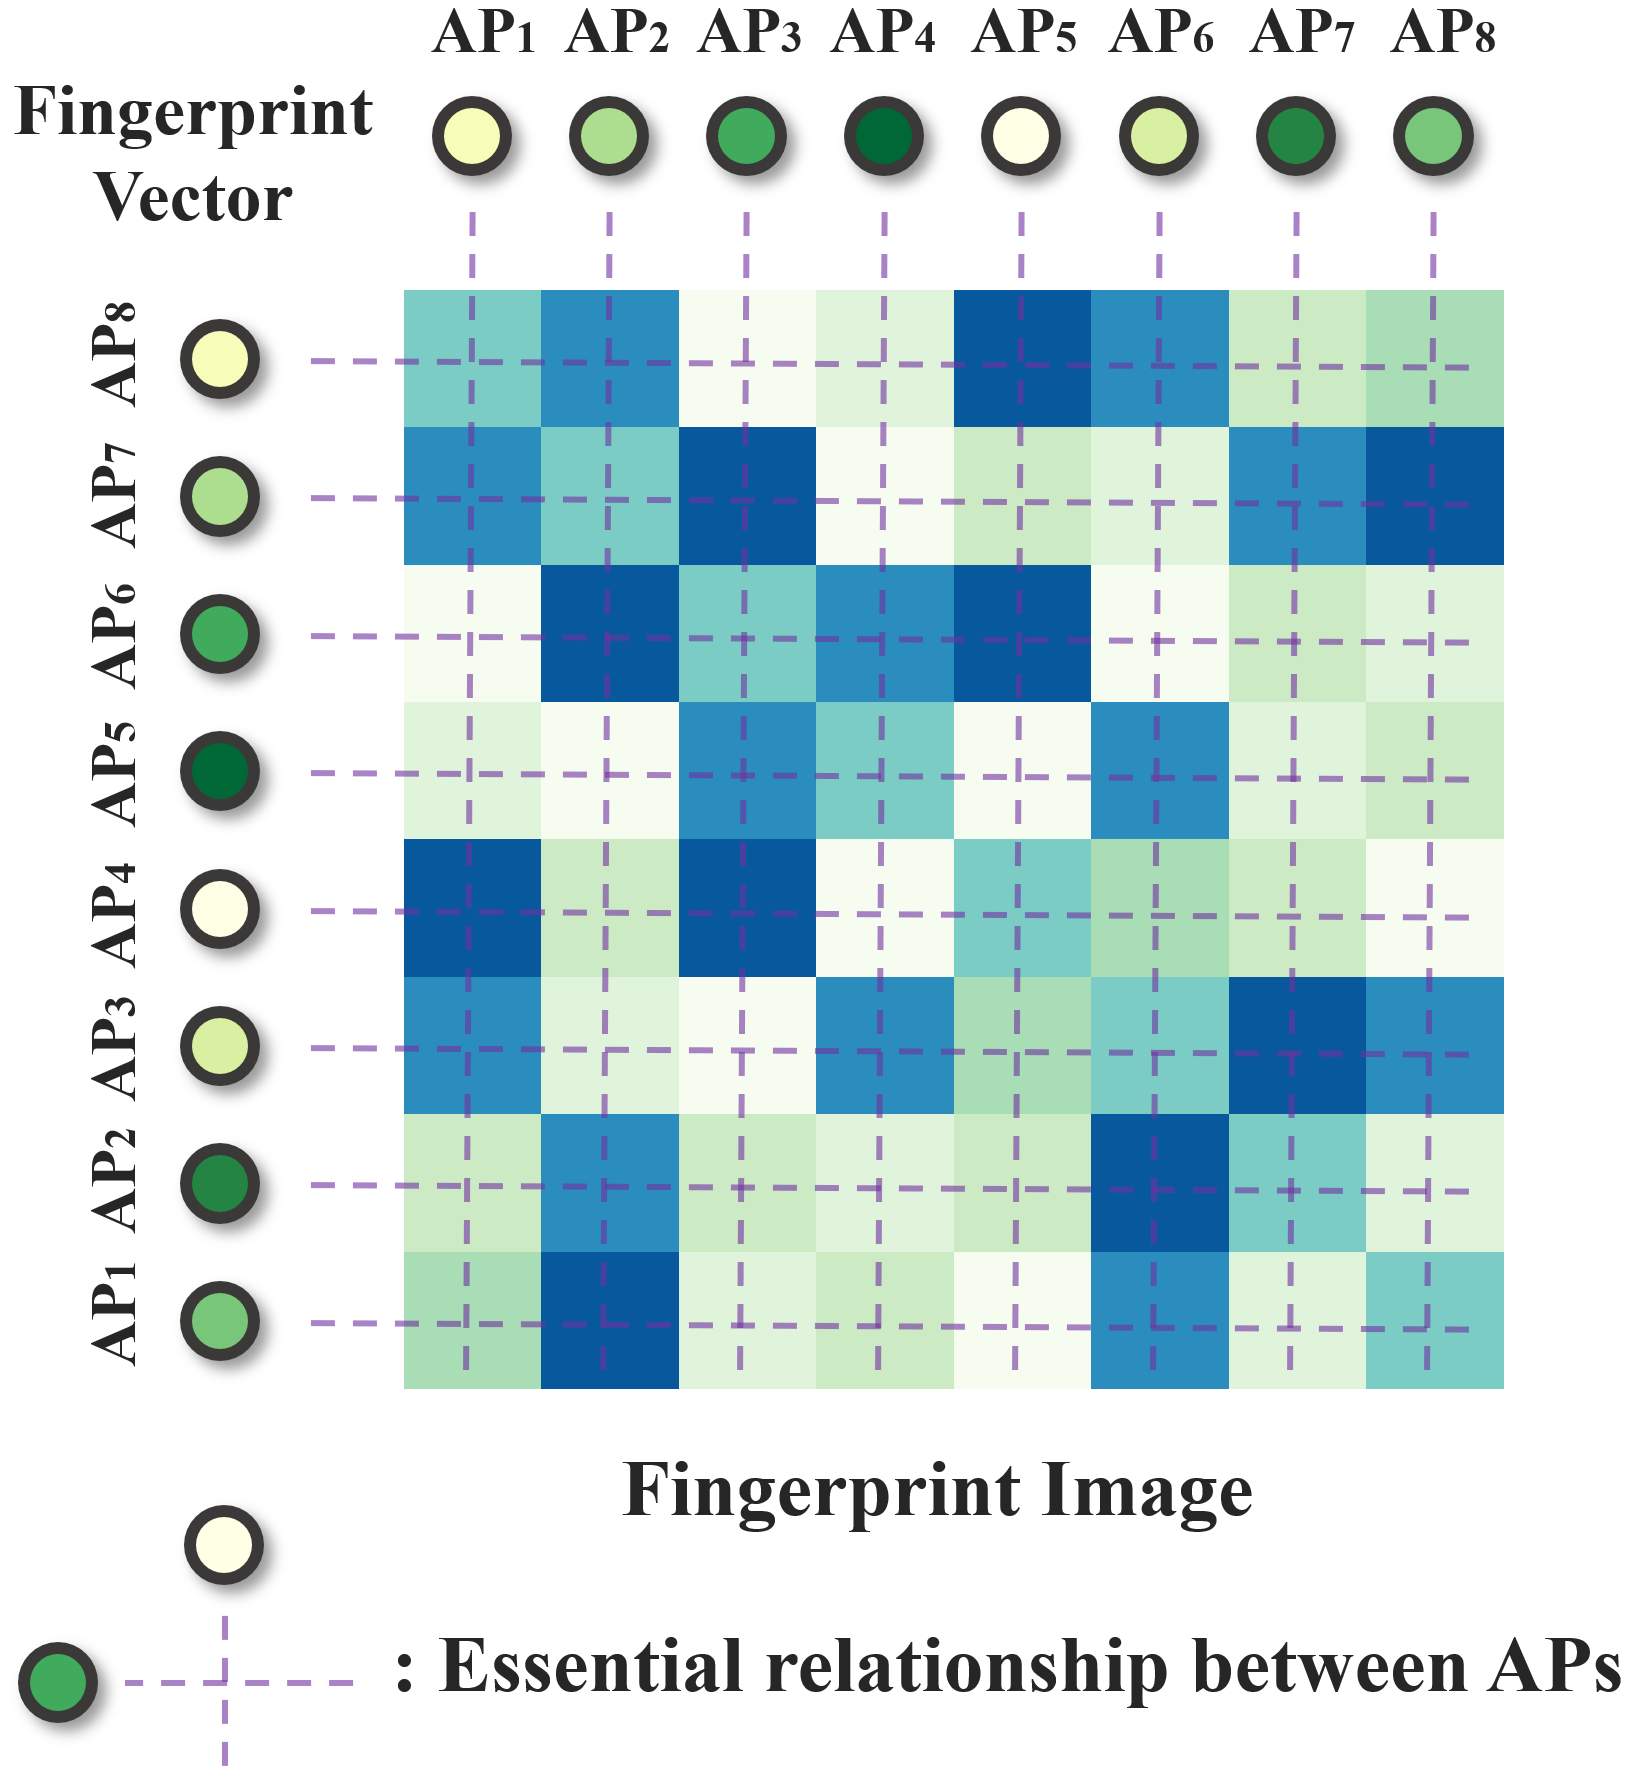 AP1 AP2 AP3 AP4 AP5 AP6 AP7 AP8
Fingerprint
Vector
AP8
AP7
AP6
AP5
AP4
AP3
AP2
AP1
Fingerprint Image
: Essential relationship between APs